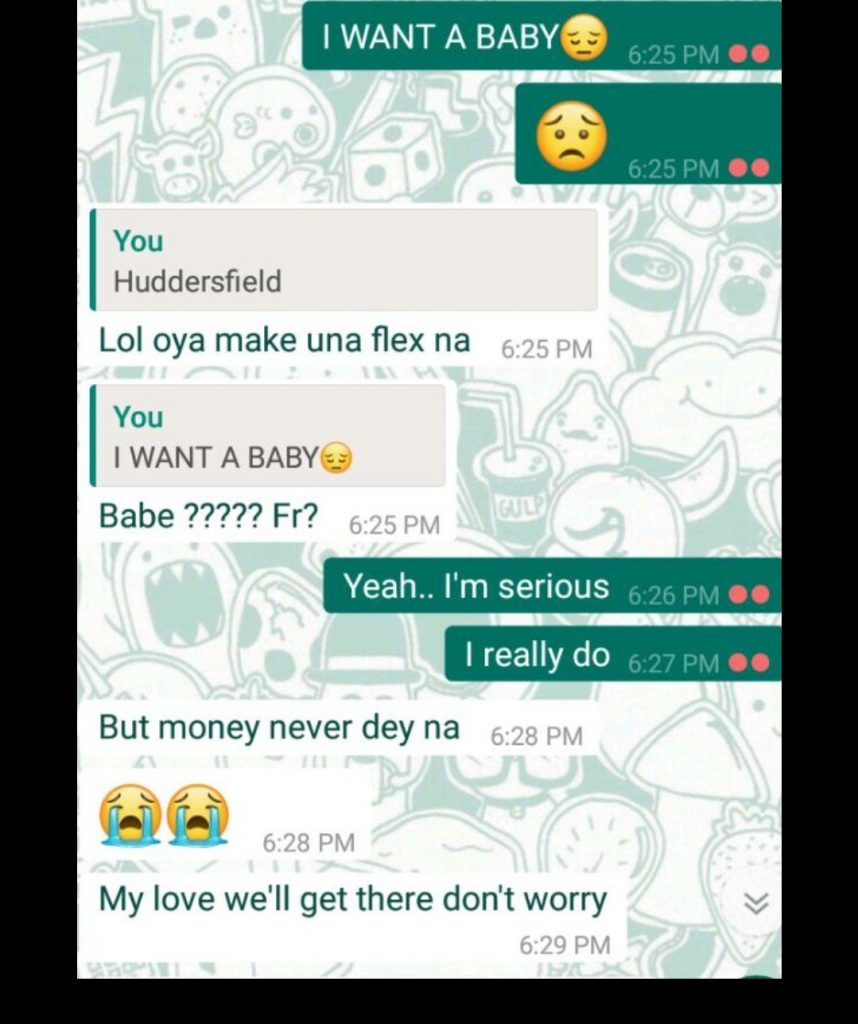 I WANT A BABY😔 6:25 PM
😟 6:25 PM
You
Huddersfield
Lol oya make una flex na 6:25 PM
You
I WANT A BABY😔
Babe ????? Fr? 6:25 PM
Yeah.. I'm serious 6:26 PM
I really do 6:27 PM
But money never dey na 6:28 PM
😭😭 6:28 PM
My love we'll get there don't worry
6:29 PM
GULP